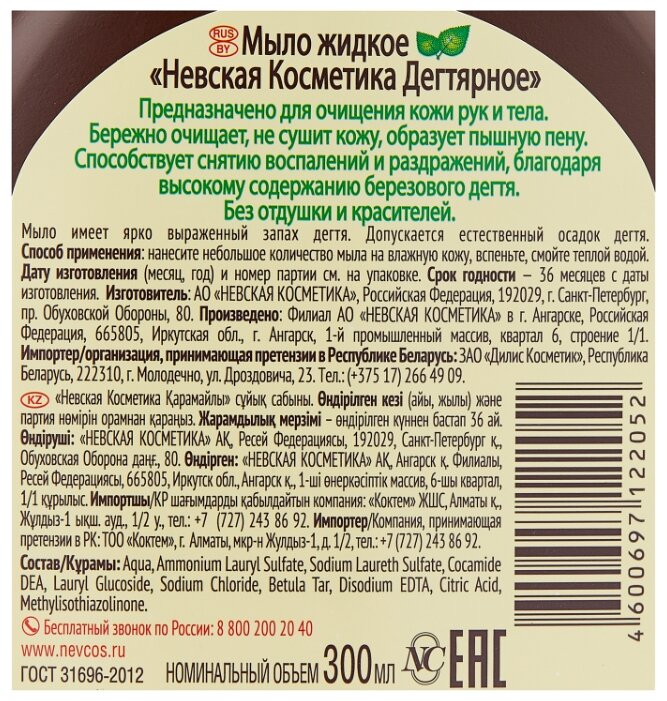 RUS BY Мыло жидкое
«Невская Косметика Дегтярное»
Предназначено для очищения кожи рук и тела.
Бережно очищает, не сушит кожу, образует пышную пену.
Способствует снятию воспалений и раздражений, благодаря
высокому содержанию березового дегтя.
Без отдушки и красителей.
Мыло имеет ярко выраженный запах дегтя. Допускается естественный осадок дегтя.
Способ применения: нанесите небольшое количество мыла на влажную кожу, вспеньте, смойте теплой водой.
Дату изготовления (месяц, год) и номер партии см. на упаковке. Срок годности – 36 месяцев с даты
изготовления. Изготовитель: АО «НЕВСКАЯ КОСМЕТИКА», Российская Федерация, 192029, г. Санкт-Петербург,
пр. Обуховской Обороны, 80. Произведено: Филиал АО «НЕВСКАЯ КОСМЕТИКА» в г. Ангарске, Российская
Федерация, 665805, Иркутская обл., г. Ангарск, 1-й промышленный массив, квартал 6, строение 1/1.
Импортер/организация, принимающая претензии в Республике Беларусь: ЗАО «Дилис Косметик», Республика
Беларусь, 222310, г. Молодечно, ул. Дроздовича, 23. Тел.: (+375 17) 266 49 09.
KZ «Невская Косметика Қарамайлы» сұйық сабыны. Өндірілген кезі (айы, жылы) және
партия нөмірін орамнан қараңыз. Жарамдылық мерзімі – өндірілген күннен бастап 36 ай.
Өндіруші: «НЕВСКАЯ КОСМЕТИКА» АҚ, Ресей Федерациясы, 192029, Санкт-Петербург қ.,
Обуховская Оборона даңғ., 80. Өндірген: «НЕВСКАЯ КОСМЕТИКА» АҚ, Ангарск қ. Филиалы,
Ресей Федерациясы, 665805, Иркутск обл., Ангарск қ., 1-ші өнеркәсіптік массив, 6-шы квартал,
1/1 құрылыс. Импортшы/ҚР шағымдарды қабылдайтын компания: «Коктем» ЖШС, Алматы қ.,
Жұлдыз-1 ықш. ауд., 1/2 ү., тел.: +7 (727) 243 86 92. Импортер/Компания, принимающая
претензии в РК: ТОО «Коктем», г. Алматы, мкр-н Жулдыз-1, д. 1/2, тел.: +7 (727) 243 86 92.
Состав/Құрамы: Aqua, Ammonium Lauryl Sulfate, Sodium Laureth Sulfate, Cocamide
DEA, Lauryl Glucoside, Sodium Chloride, Betula Tar, Disodium EDTA, Citric Acid,
Methylisothiazolinone.
Бесплатный звонок по России: 8 800 200 20 40
www.nevcos.ru
ГОСТ 31696-2012 НОМИНАЛЬНЫЙ ОБЪЕМ 300 МЛ НС EAC
4 600697 122052